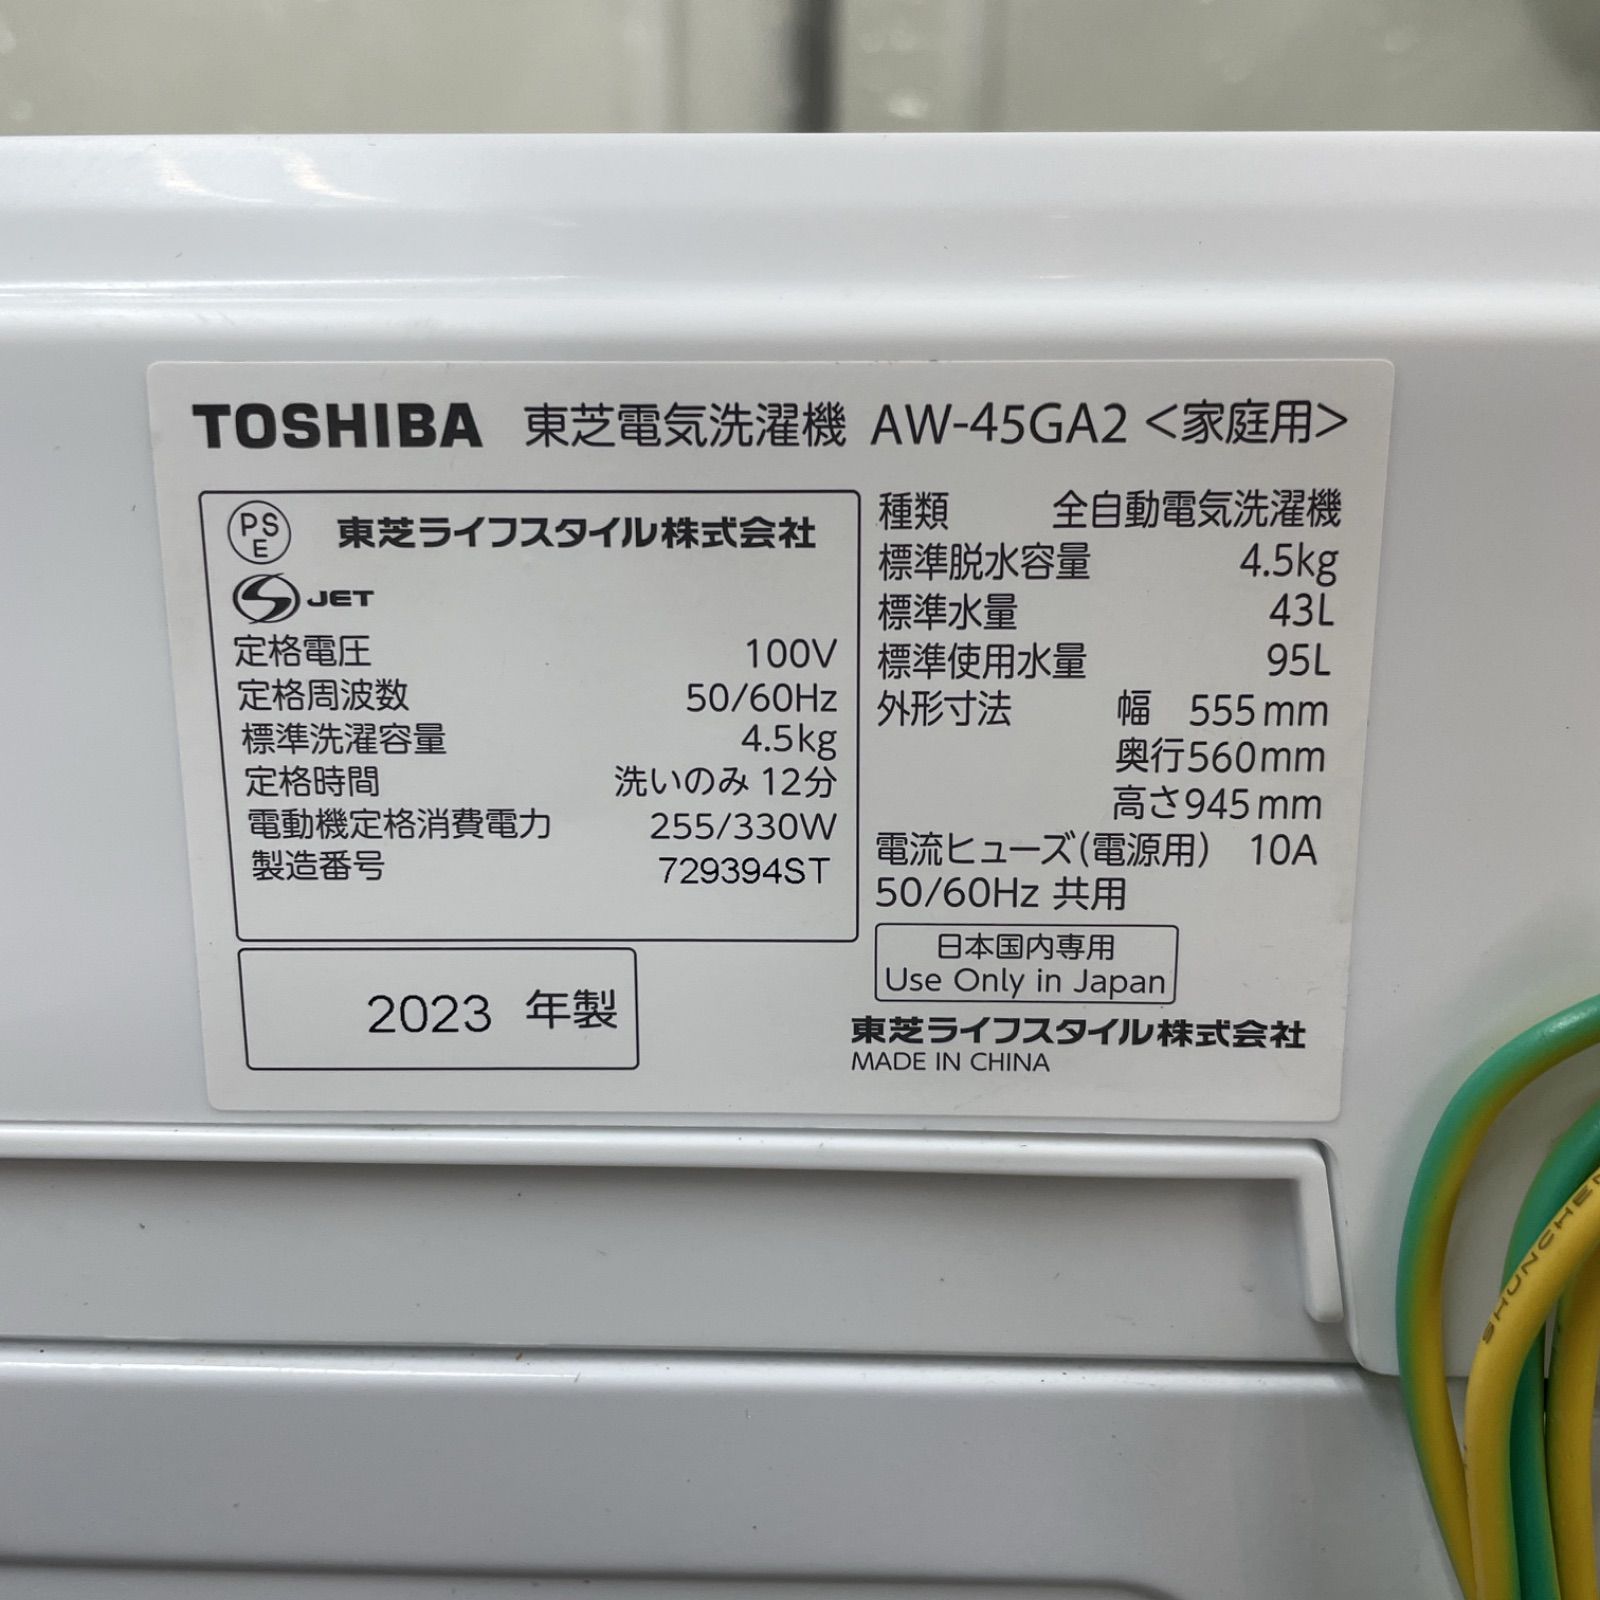 TOSHIBA 東芝電気洗濯機 AW-45GA2 <家庭用>
PSE 東芝ライフスタイル株式会社
S JET
定格電圧 100V
定格周波数 50/60Hz
標準洗濯容量 4.5kg
定格時間 洗いのみ 12分
電動機定格消費電力 255/330W
製造番号 729394ST
2023 年製
種類 全自動電気洗濯機
標準脱水容量 4.5kg
標準水量 43L
標準使用水量 95L
外形寸法 幅 555mm
奥行560mm
高さ945mm
電流ヒューズ(電源用) 10A
50/60Hz 共用
日本国内専用
Use Only in Japan
東芝ライフスタイル株式会社
MADE IN CHINA